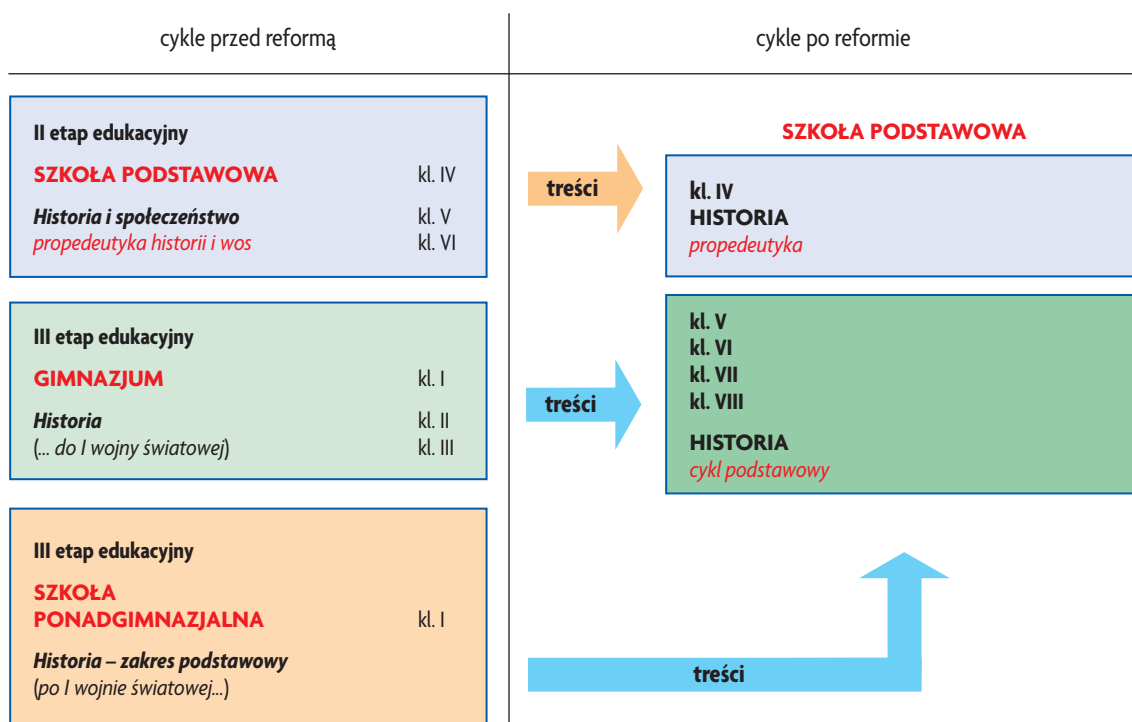 cykle przed reformą
cykle po reformie
II etap edukacyjny
SZKOŁA PODSTAWOWA kl. IV
Historia i społeczeństwo kl. V
propedeutyka historii i wos kl. VI
treści
SZKOŁA PODSTAWOWA
kl. IV
HISTORIA
propedeutyka
III etap edukacyjny
GIMNAZJUM kl. I
Historia kl. II
(... do I wojny światowej) kl. III
treści
kl. V
kl. VI
kl. VII
kl. VIII
HISTORIA
cykl podstawowy
III etap edukacyjny
SZKOŁA
PONADGIMNAZJALNA kl. I
Historia – zakres podstawowy
(po I wojnie światowej...)
treści